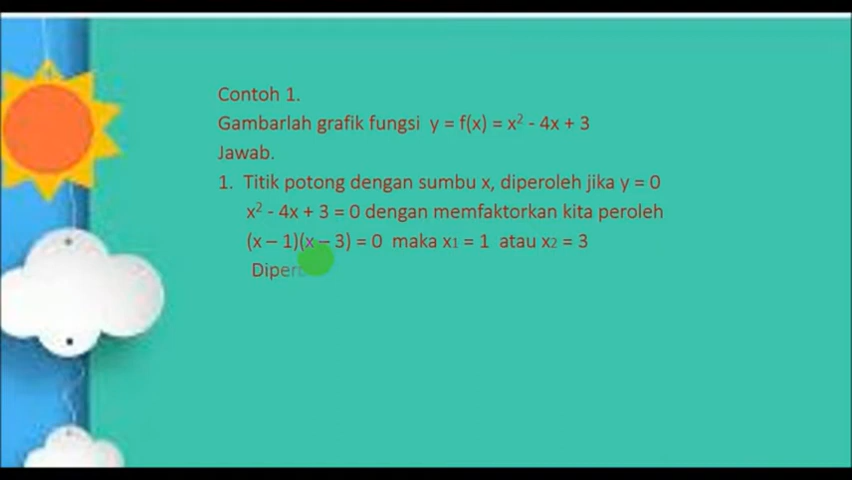 Contoh 1.
Gambarlah grafik fungsi y = f(x) = x² - 4x + 3
Jawab.
1. Titik potong dengan sumbu x, diperoleh jika y = 0
x² - 4x + 3 = 0 dengan memfaktorkan kita peroleh
(x – 1)(x – 3) = 0 maka x1 = 1 atau x2 = 3